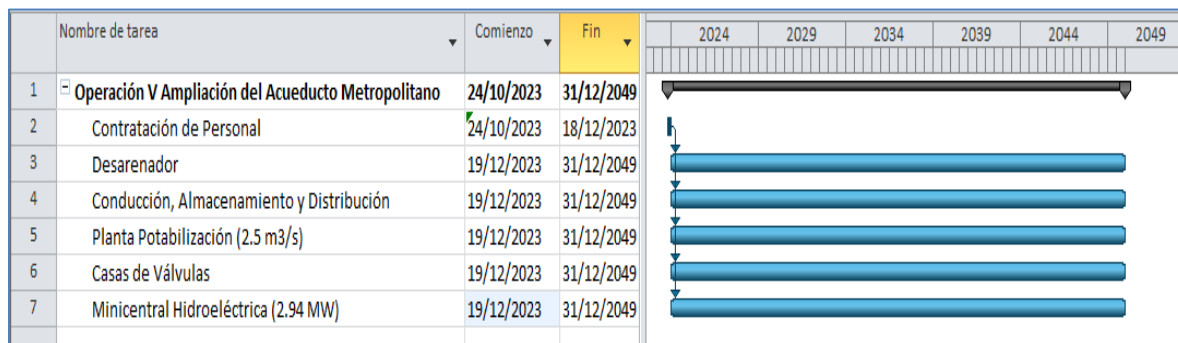 Nombre de tarea Comienzo Fin 2024 2029 2034 2039 2044 2049
1 Operación V Ampliación del Acueducto Metropolitano 24/10/2023 31/12/2049
2 Contratación de Personal 24/10/2023 18/12/2023
3 Desarenador 19/12/2023 31/12/2049
4 Conducción, Almacenamiento y Distribución 19/12/2023 31/12/2049
5 Planta Potabilización (2.5 m3/s) 19/12/2023 31/12/2049
6 Casas de Válvulas 19/12/2023 31/12/2049
7 Minicentral Hidroeléctrica (2.94 MW) 19/12/2023 31/12/2049